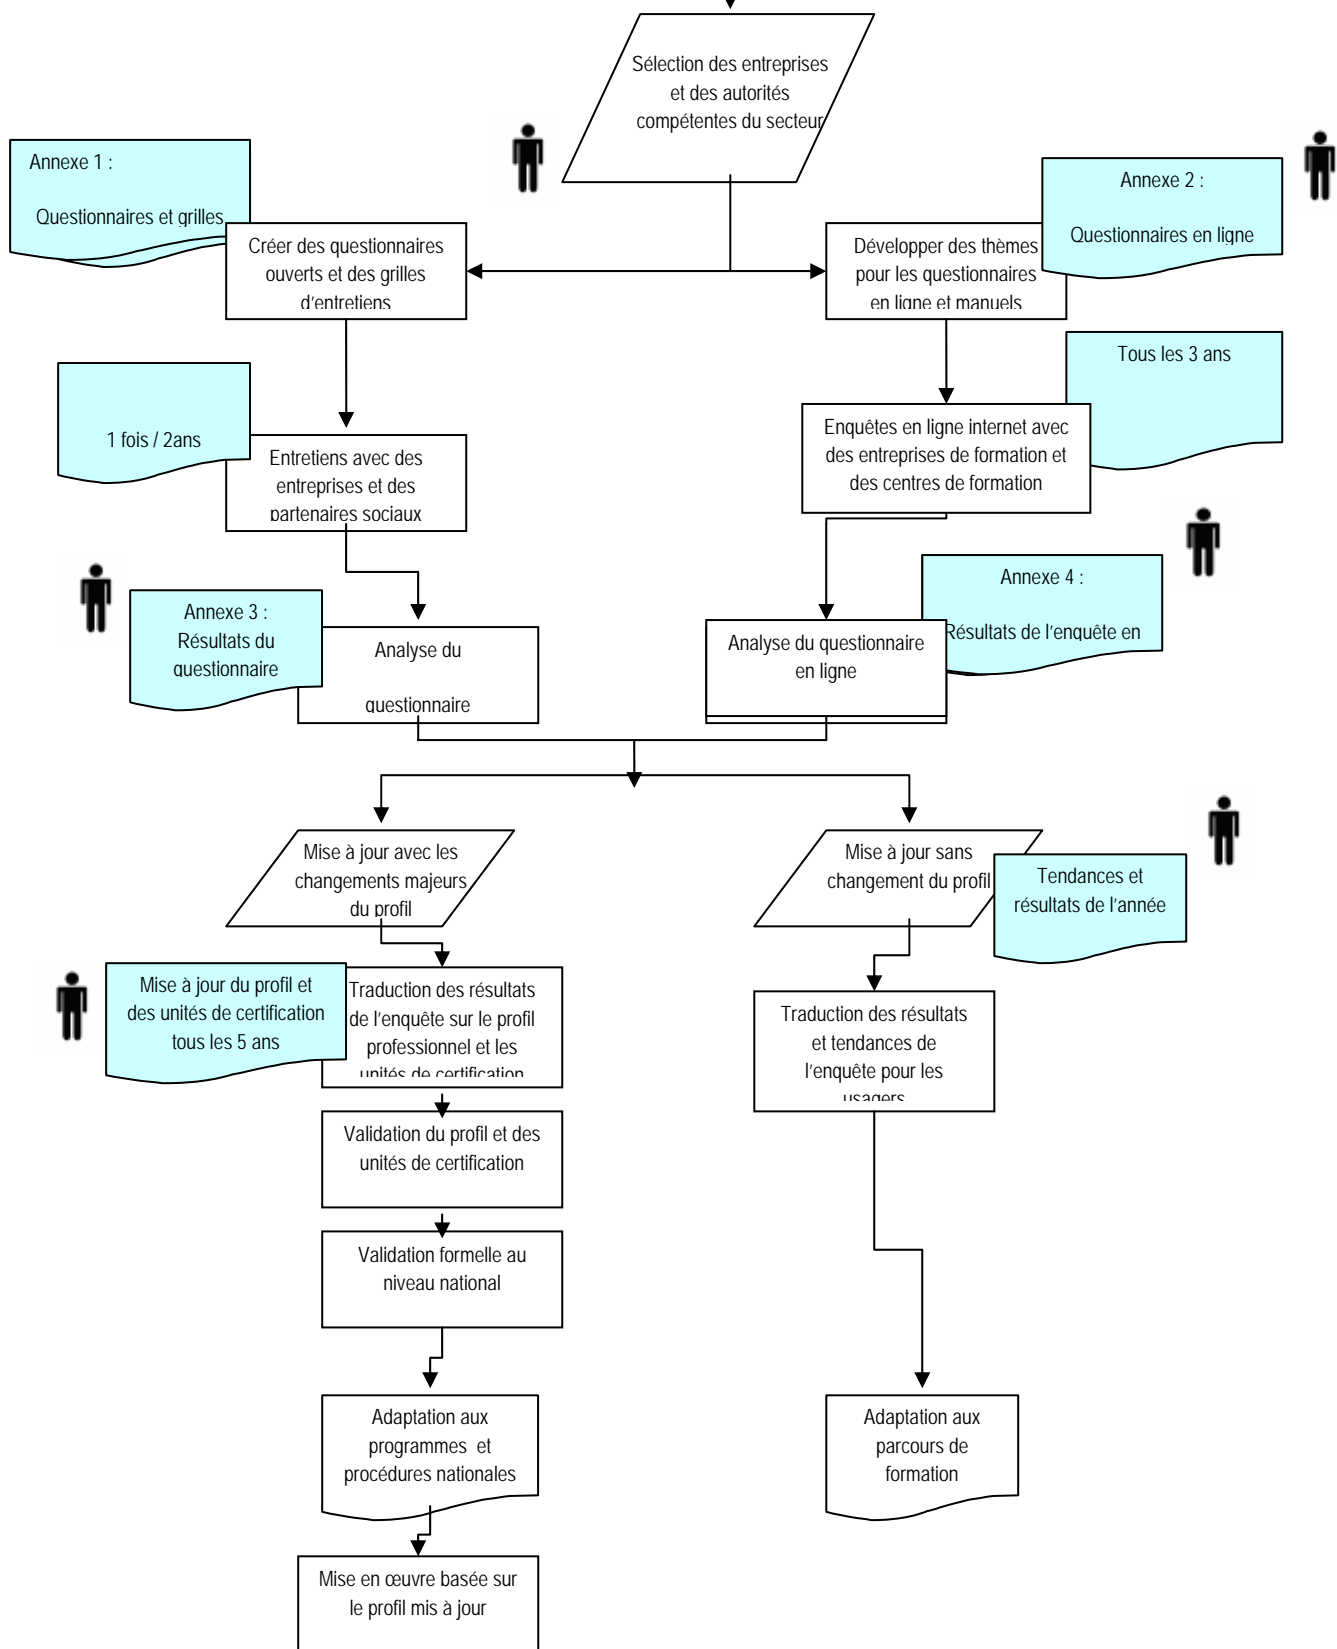 Sélection des entreprises
et des autorités
compétentes du secteur
Annexe 1 :
Questionnaires et grilles
Annexe 2 :
Questionnaires en ligne
Créer des questionnaires
ouverts et des grilles
d'entretiens
Développer des thèmes
pour les questionnaires
en ligne et manuels
1 fois / 2ans
Tous les 3 ans
Entretiens avec des
entreprises et des
partenaires sociaux
Enquêtes en ligne internet avec
des entreprises de formation et
des centres de formation
Annexe 3 :
Résultats du
questionnaire
Analyse du
questionnaire
Analyse du questionnaire
en ligne
Annexe 4 :
Résultats de l'enquête en
Mise à jour avec les
changements majeurs
du profil
Mise à jour sans
changement du profil
Tendances et
résultats de l'année
Mise à jour du profil et
des unités de certification
tous les 5 ans
Traduction des résultats
de l'enquête sur le profil
professionnel et les
unités de certification
Traduction des résultats
et tendances de
l'enquête pour les
usagers
Validation du profil et des
unités de certification
Validation formelle au
niveau national
Adaptation aux
programmes et
procédures nationales
Adaptation aux
parcours de
formation
Mise en œuvre basée sur
le profil mis à jour